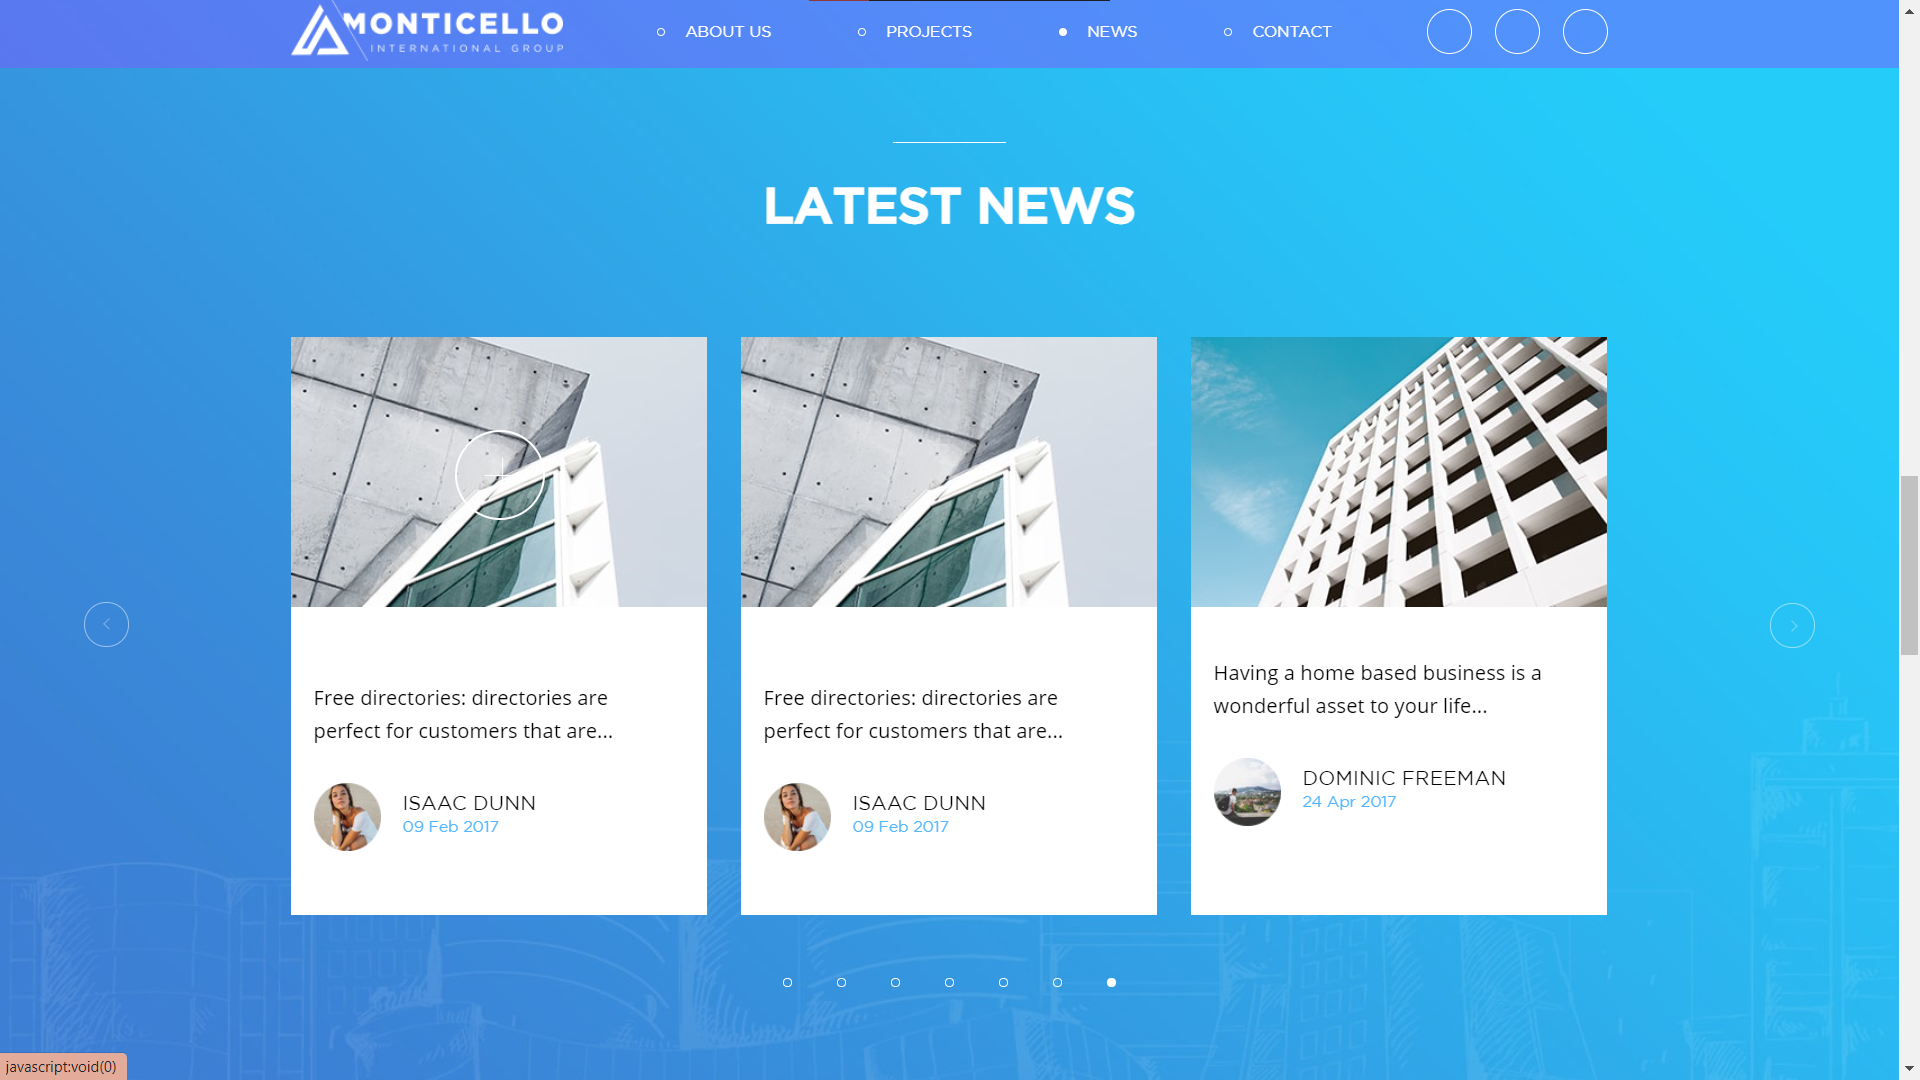 MONTICELLO
INTERNATIONAL GROUP
ABOUT US
PROJECTS
NEWS
CONTACT
LATEST NEWS
Free directories: directories are
perfect for customers that are...
ISAAC DUNN
09 Feb 2017
Free directories: directories are
perfect for customers that are...
ISAAC DUNN
09 Feb 2017
Having a home based business is a
wonderful asset to your life...
DOMINIC FREEMAN
24 Apr 2017
javascript:void(0)